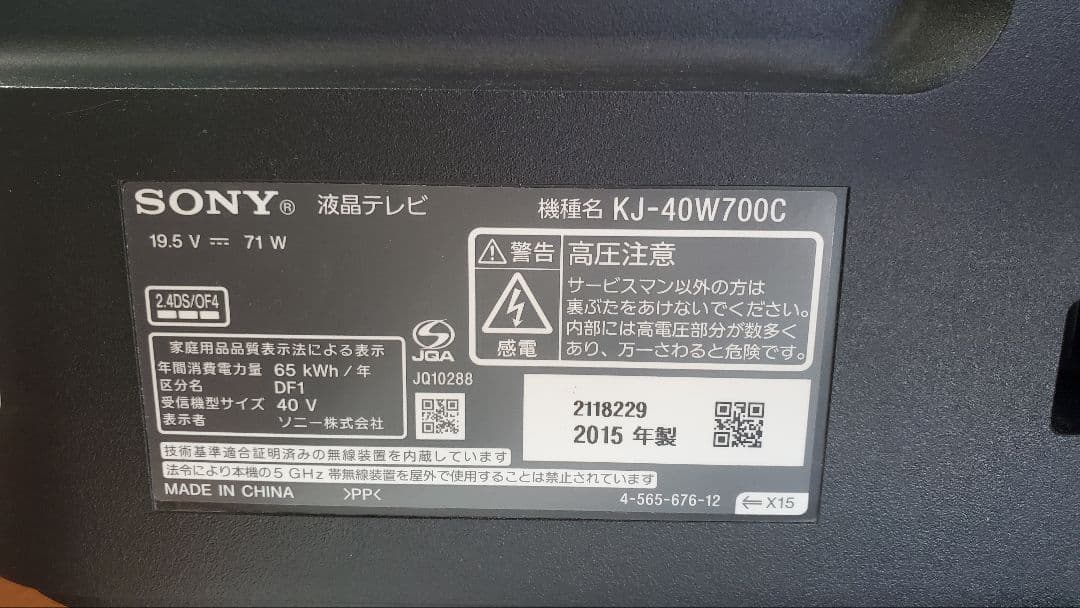 SONY® 液晶テレビ
機種名 KJ-40W700C
19.5 V ⎓ 71 W
2.4DS/OF4
警告
高圧注意
サービスマン以外の方は
裏ぶたをあけないでください。
内部には高電圧部分が数多く
あり、万一さわると危険です。
感電
家庭用品品質表示法による表示
年間消費電力量 65 kWh / 年
区分名 DF1
受信機型サイズ 40 V
表示者 ソニー株式会社
JQA
JQ10288
2118229
2015 年製
技術基準適合証明済みの無線装置を内蔵しています
法令により本機の5 GHz 帯無線装置を屋外で使用することは禁止されています
MADE IN CHINA >PP<
4-565-676-12
← X15